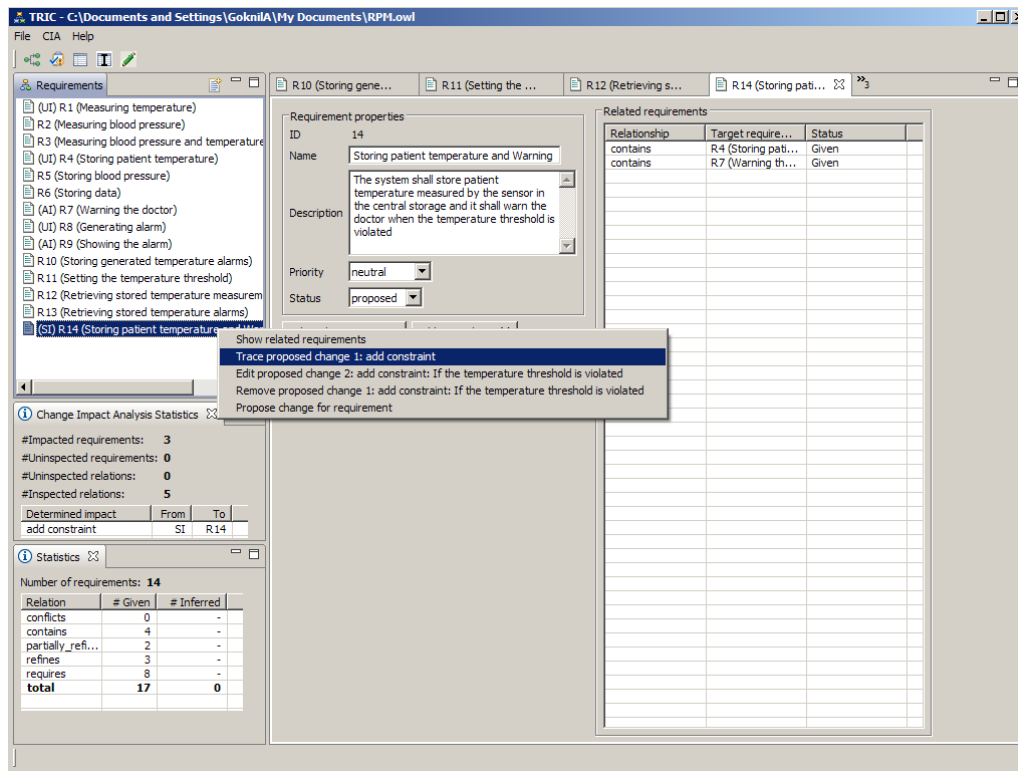 TRIC - C:\Documents and Settings\GoknilA\My Documents\RPM.owl
File CIA Help
Requirements
(UI) R1 (Measuring temperature)
R2 (Measuring blood pressure)
R3 (Measuring blood pressure and temperature
(UI) R4 (Storing patient temperature)
R5 (Storing blood pressure)
R6 (Storing data)
(AI) R7 (Warning the doctor)
(UI) R8 (Generating alarm)
(AI) R9 (Showing the alarm)
R10 (Storing generated temperature alarms)
R11 (Setting the temperature threshold)
R12 (Retrieving stored temperature measurem
R13 (Retrieving stored temperature alarms)
(SI) R14 (Storing patient temperature and War
R10 (Storing gene... R11 (Setting the ... R12 (Retrieving s... R14 (Storing pati... »3
Requirement properties
ID 14
Name Storing patient temperature and Warning
Description
The system shall store patient
temperature measured by the sensor in
the central storage and it shall warn the
doctor when the temperature threshold is
violated
Priority neutral
Status proposed
Related requirements
Relationship Target require... Status
contains R4 (Storing pati... Given
contains R7 (Warning th... Given
Show related requirements
Trace proposed change 1: add constraint
Edit proposed change 2: add constraint: If the temperature threshold is violated
Remove proposed change 1: add constraint: If the temperature threshold is violated
Propose change for requirement
Change Impact Analysis Statistics
#Impacted requirements: 3
#Uninspected requirements: 0
#Uninspected relations: 0
#Inspected relations: 5
Determined impact From To
add constraint SI R14
Statistics
Number of requirements: 14
Relation # Given # Inferred
conflicts 0 -
contains 4 -
partially_refi... 2 -
refines 3 -
requires 8 -
total 17 0